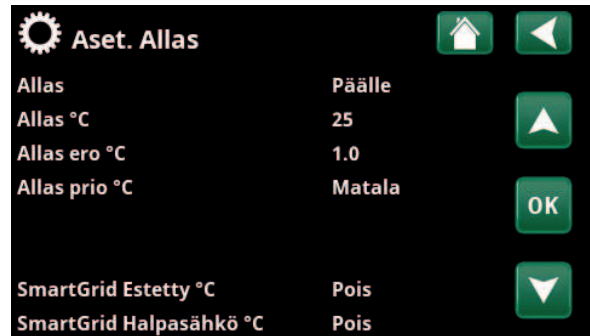 Aset. Allas
Allas Päälle
Allas °C 25
Allas ero °C 1.0
Allas prio °C Matala
OK
SmartGrid Estetty °C Pois
SmartGrid Halpasähkö °C Pois